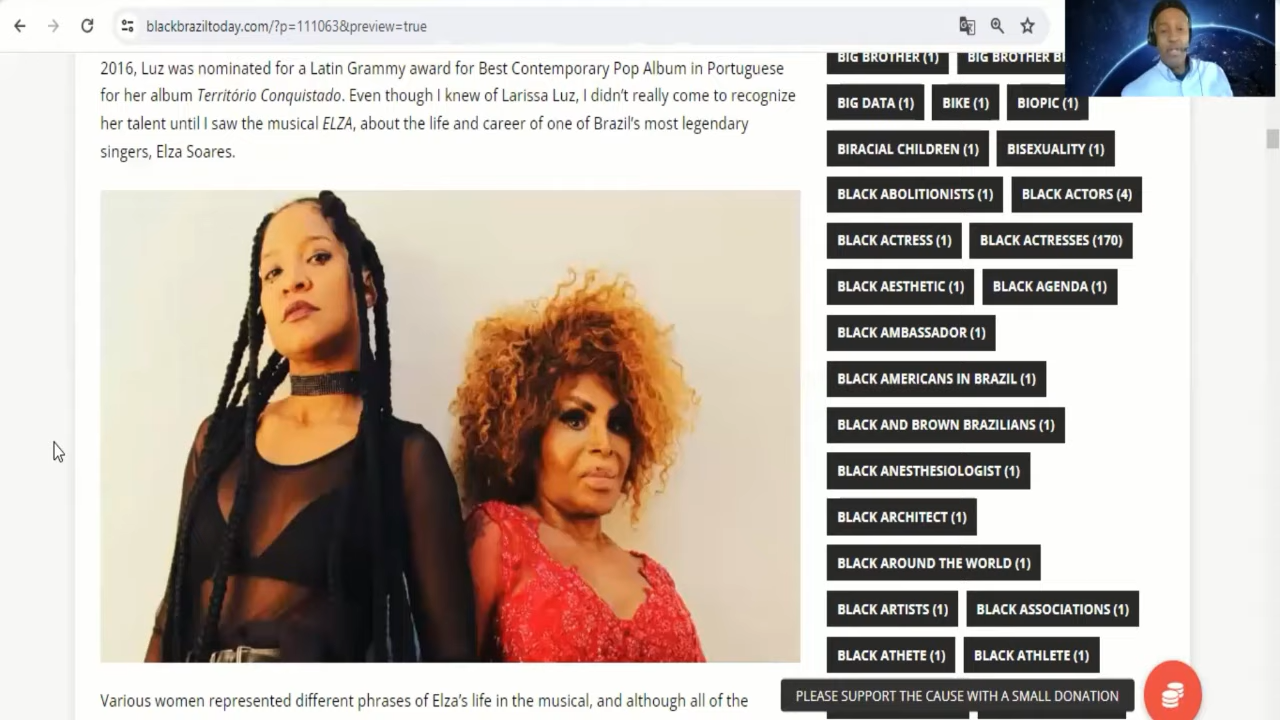 blackbraziltoday.com/?p=111063&preview=true
2016, Luz was nominated for a Latin Grammy award for Best Contemporary Pop Album in Portuguese
for her album Território Conquistado. Even though I knew of Larissa Luz, I didn't really come to recognize
her talent until I saw the musical ELZA, about the life and career of one of Brazil's most legendary
singers, Elza Soares.
Various women represented different phrases of Elza's life in the musical, and although all of the
BIG BROTHER (1) BIG BROTHER
BIG DATA (1) BIKE (1) BIOPIC (1)
BIRACIAL CHILDREN (1) BISEXUALITY (1)
BLACK ABOLITIONISTS (1) BLACK ACTORS (4)
BLACK ACTRESS (1) BLACK ACTRESSES (170)
BLACK AESTHETIC (1) BLACK AGENDA (1)
BLACK AMBASSADOR (1)
BLACK AMERICANS IN BRAZIL (1)
BLACK AND BROWN BRAZILIANS (1)
BLACK ANESTHESIOLOGIST (1)
BLACK ARCHITECT (1)
BLACK AROUND THE WORLD (1)
BLACK ARTISTS (1) BLACK ASSOCIATIONS (1)
BLACK ATHETE (1) BLACK ATHLETE (1)
PLEASE SUPPORT THE CAUSE WITH A SMALL DONATION